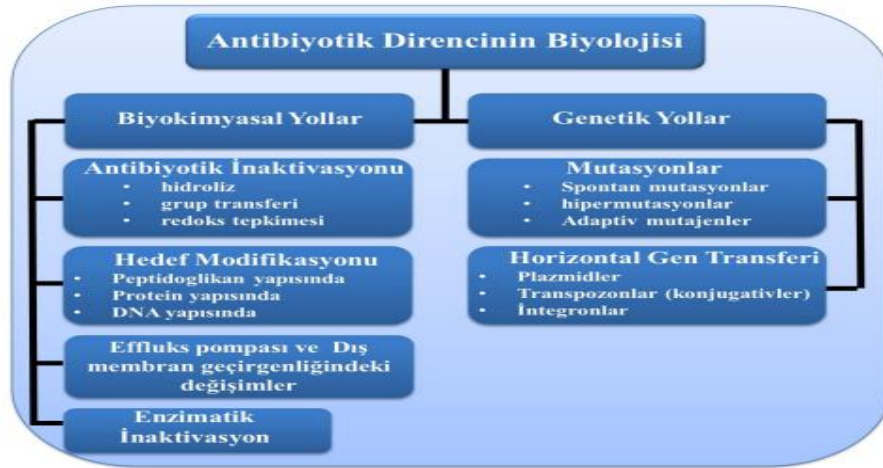 Antibiyotik Direncinin Biyolojisi
Biyokimyasal Yollar
Antibiyotik İnaktivasyonu
• hidroliz
• grup transferi
• redoks tepkimesi
Hedef Modifikasyonu
• Peptidoglikan yapısında
• Protein yapısında
• DNA yapısında
Effluks pompası ve Dış
membran geçirgenliğindeki
değişimler
Enzimatik
İnaktivasyon
Genetik Yollar
Mutasyonlar
• Spontan mutasyonlar
• hipermutasyonlar
• Adaptiv mutajenler
Horizontal Gen Transferi
• Plazmidler
• Transpozonlar (konjugativler)
• İntegronlar